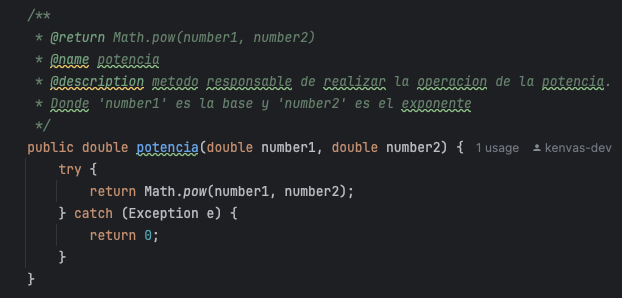 /**
 * @return Math.pow(number1, number2)
 * @name potencia
 * @description metodo responsable de realizar la operacion de la potencia.
 * Donde 'number1' es la base y 'number2' es el exponente
 */
public double potencia(double number1, double number2) { 1 usage kenvas-dev
    try {
        return Math.pow(number1, number2);
    } catch (Exception e) {
        return 0;
    }
}